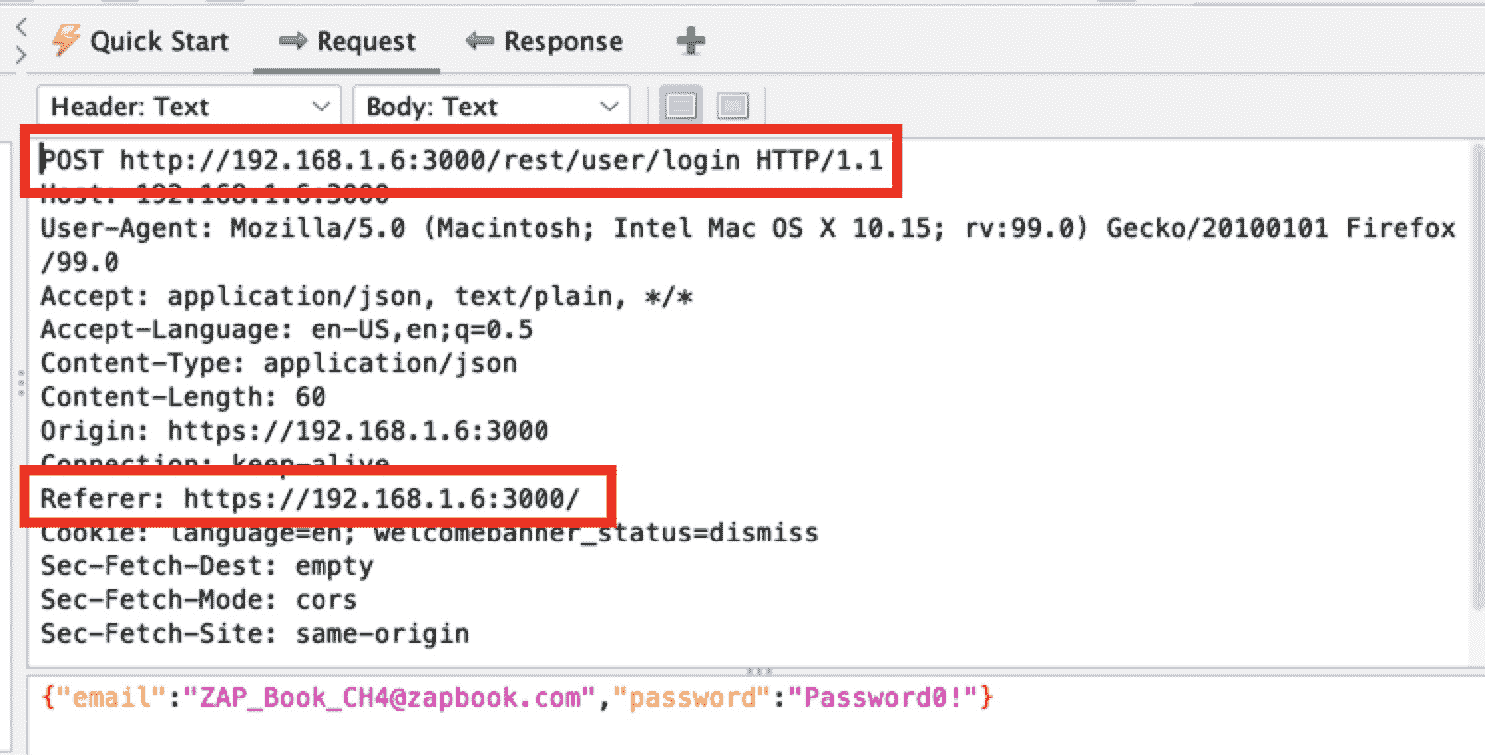 Quick Start Request Response
Header: Text Body: Text
POST http://192.168.1.6:3000/rest/user/login HTTP/1.1
Host: 192.168.1.6:3000
User-Agent: Mozilla/5.0 (Macintosh; Intel Mac OS X 10.15; rv:99.0) Gecko/20100101 Firefox
/99.0
Accept: application/json, text/plain, */*
Accept-Language: en-US,en;q=0.5
Content-Type: application/json
Content-Length: 60
Origin: https://192.168.1.6:3000
Connection: keep-alive
Referer: https://192.168.1.6:3000/
Cookie: language=en; welcomebanner_status=dismiss
Sec-Fetch-Dest: empty
Sec-Fetch-Mode: cors
Sec-Fetch-Site: same-origin
{"email":"ZAP_Book_CH4@zapbook.com","password":"Password0!"}